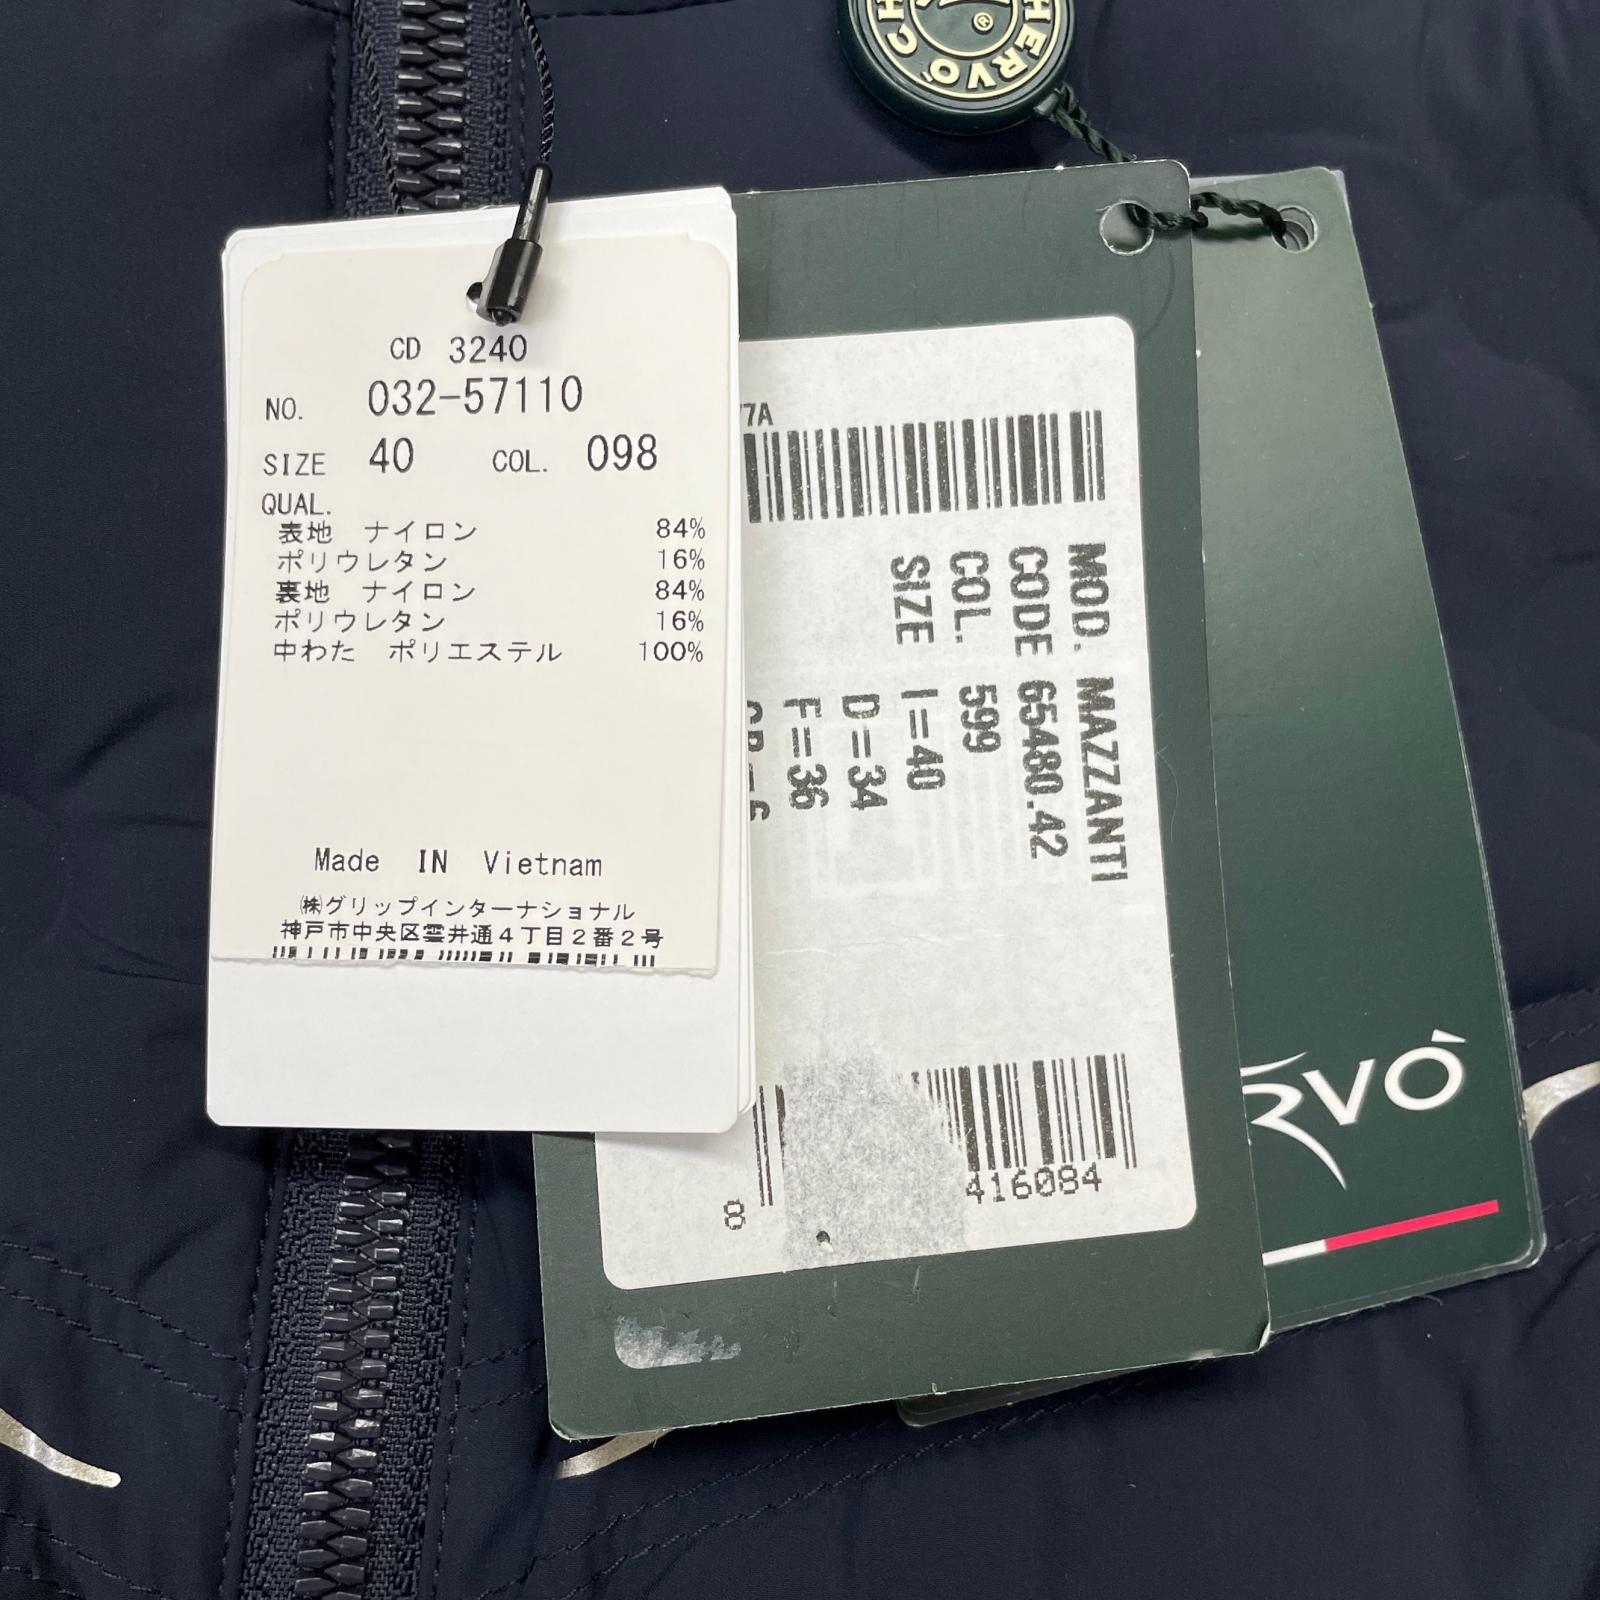 CHERVÒ CH
®
CD 3240
NO. 032-57110
SIZE 40 COL. 098
QUAL.
表地 ナイロン 84%
ポリウレタン 16%
裏地 ナイロン 84%
ポリウレタン 16%
中わた ポリエステル 100%
Made IN Vietnam
㈱グリップインターナショナル
神戸市中央区雲井通4丁目2番2号
77A
MOD. MAZZANTI
CODE 65480.42
COL. 599
SIZE I=40
D=34
F=36
8
416084
RVÒ